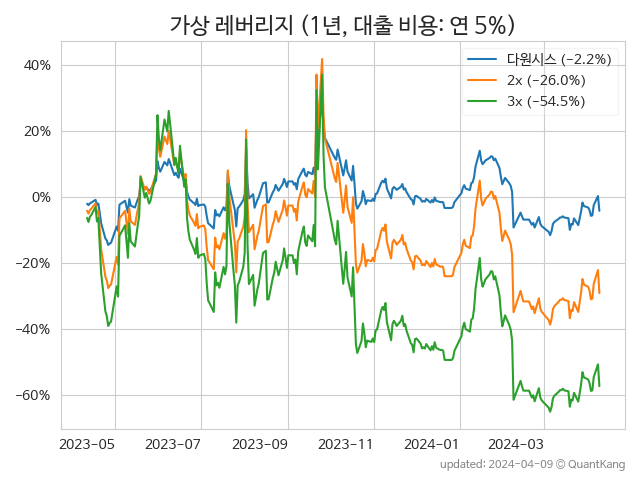 가상 레버리지 (1년, 대출 비용: 연 5%)
다원시스 (−2.2%)
2x (−26.0%)
3x (−54.5%)
40%
20%
0%
−20%
−40%
−60%
2023-05 2023-07 2023-09 2023-11 2024-01 2024-03
updated: 2024-04-09 © QuantKang